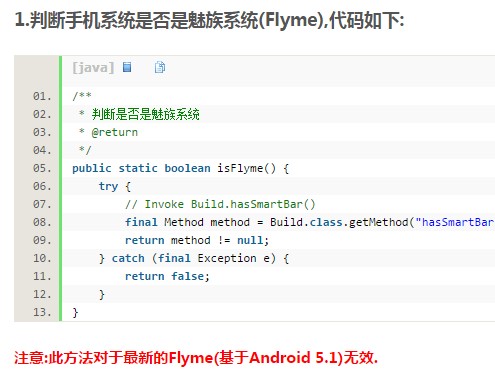 1.判断手机系统是否是魅族系统(Flyme),代码如下:
[java]
01. /**
02.  * 判断是否是魅族系统
03.  * @return
04.  */
05. public static boolean isFlyme() {
06.     try {
07.         // Invoke Build.hasSmartBar()
08.         final Method method = Build.class.getMethod("hasSmartBar
09.         return method != null;
10.     } catch (final Exception e) {
11.         return false;
12.     }
13. }
注意:此方法对于最新的Flyme(基于Android 5.1)无效.